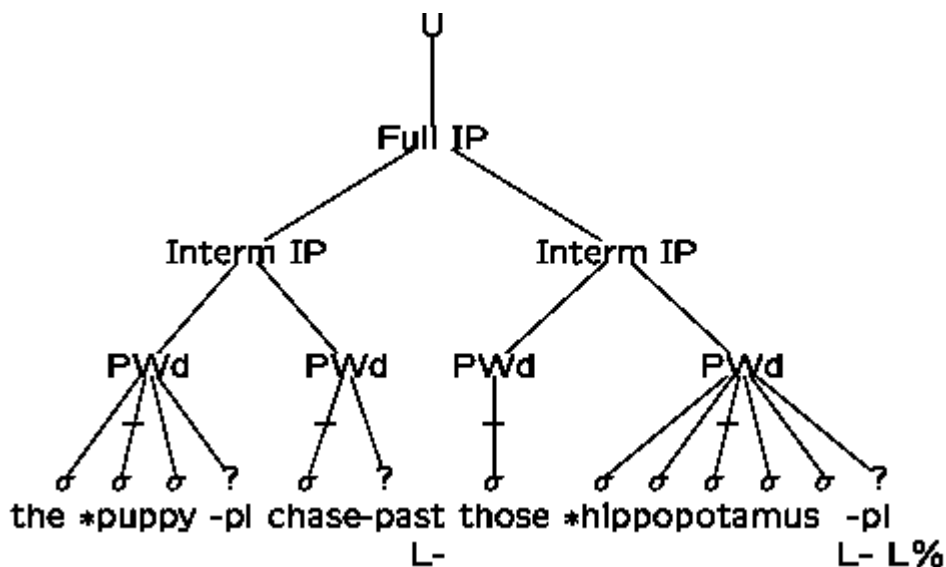 U
Full IP
Interm IP Interm IP
PWd PWd PWd PWd
σ σ σ ? σ ? σ σ σ σ σ σ ?
the *puppy -pl chase-past those *hippopotamus -pl
L- L- L%